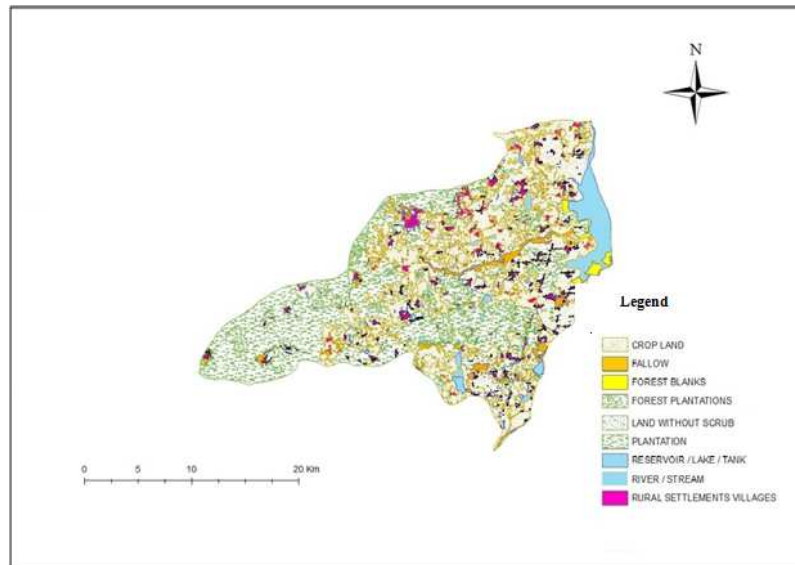 N
Legend
CROP LAND
FALLOW
FOREST BLANKS
FOREST PLANTATIONS
LAND WITHOUT SCRUB
PLANTATION
RESERVOIR / LAKE / TANK
RIVER / STREAM
RURAL SETTLEMENTS VILLAGES
0 5 10 20 Km